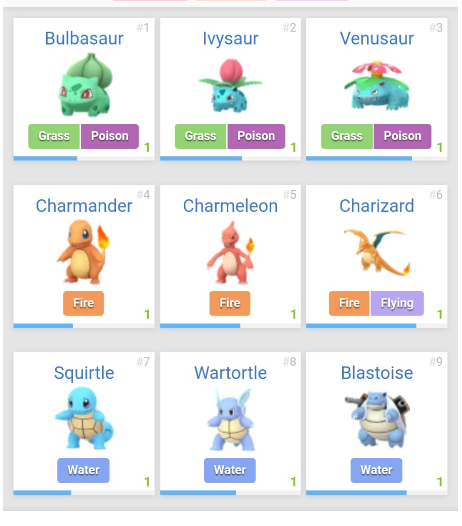 #1
Bulbasaur
Grass Poison
1
#2
Ivysaur
Grass Poison
1
#3
Venusaur
Grass Poison
1
#4
Charmander
Fire
1
#5
Charmeleon
Fire
1
#6
Charizard
Fire Flying
1
#7
Squirtle
Water
1
#8
Wartortle
Water
1
#9
Blastoise
Water
1